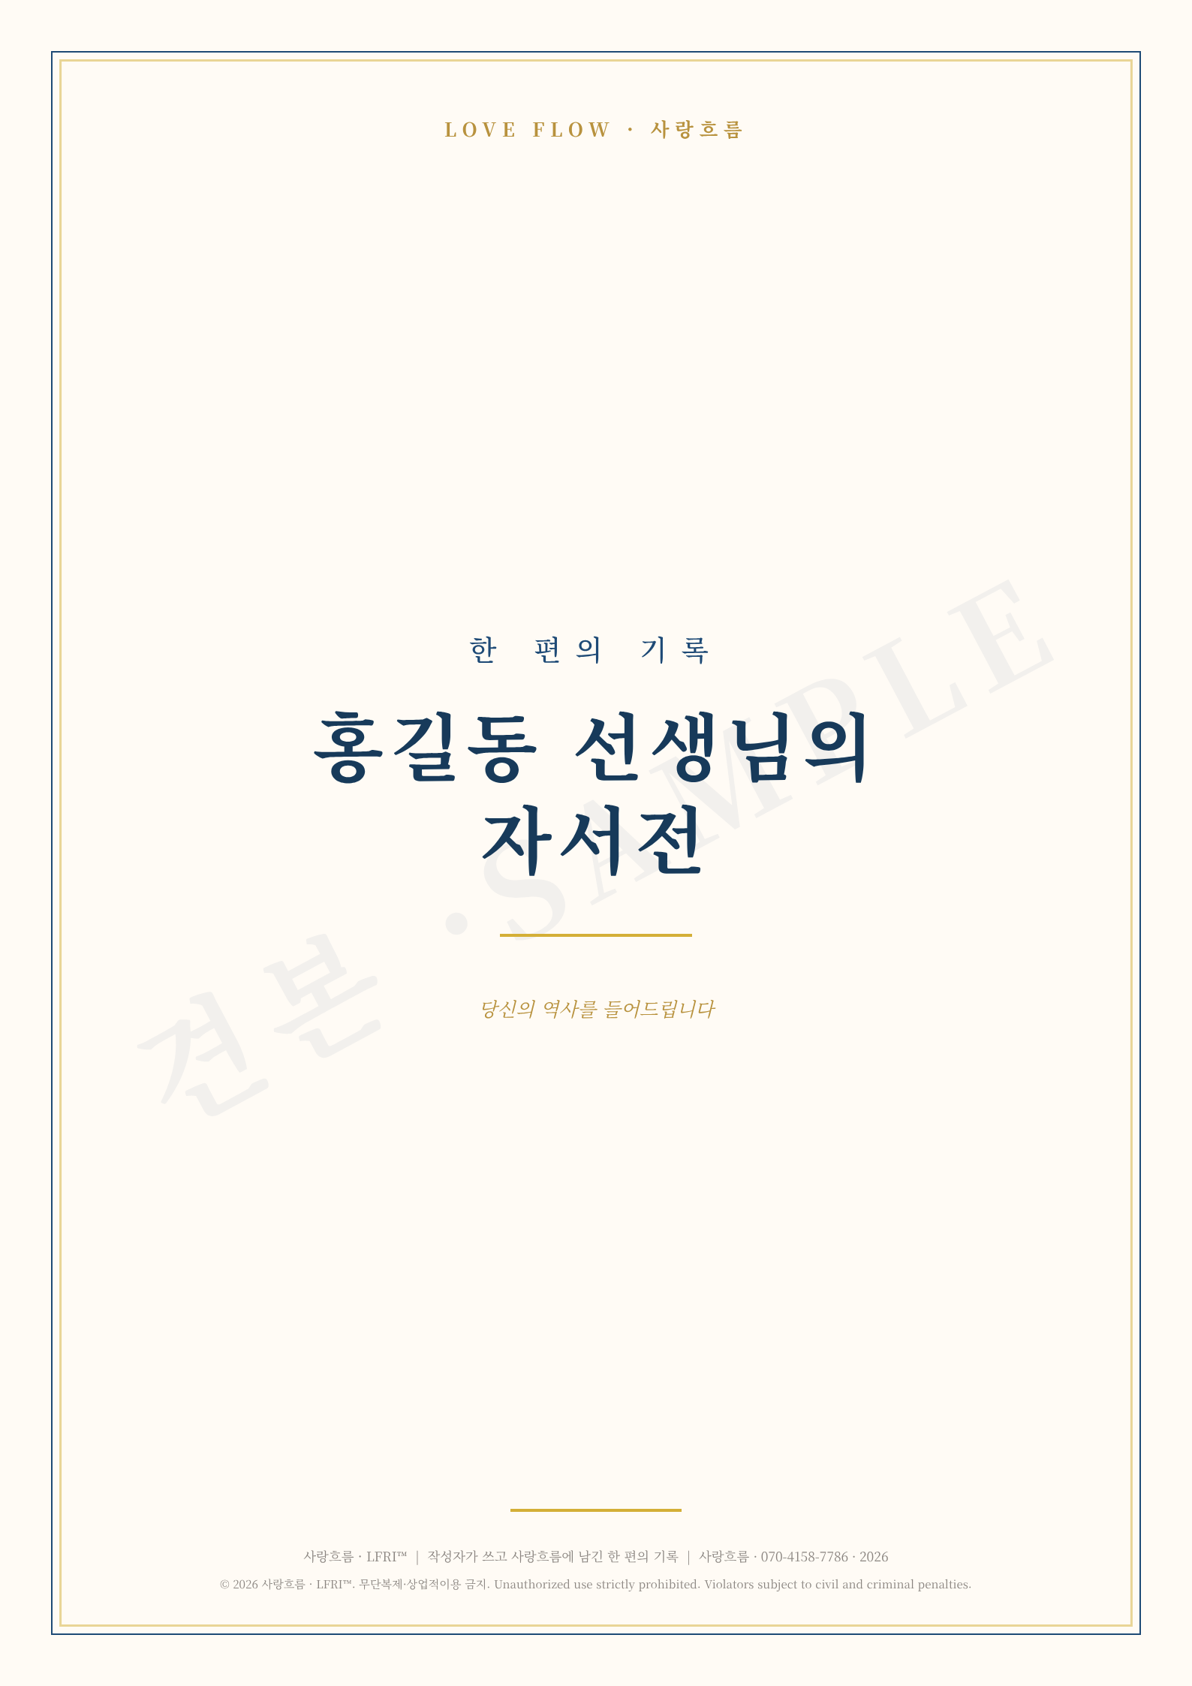 LOVE FLOW · 사랑흐름
한 편의 기록
홍길동 선생님의
자서전
당신의 역사를 들어드립니다
견본 · SAMPLE
사랑흐름 · LFRI™ | 작성자가 쓰고 사랑흐름에 남긴 한 편의 기록 | 사랑흐름 · 070-4158-7786 · 2026
© 2026 사랑흐름 · LFRI™. 무단복제·상업적이용 금지. Unauthorized use strictly prohibited. Violators subject to civil and criminal penalties.